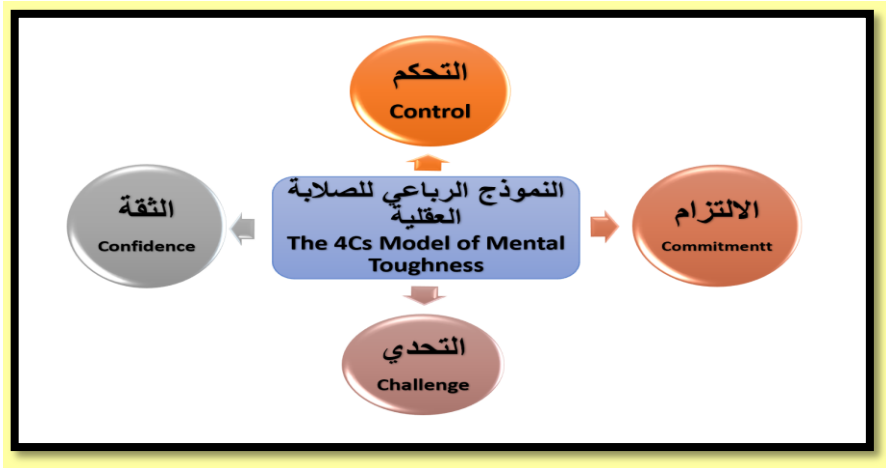 التحكم
Control
النموذج الرباعي للصلابة
العقلية
The 4Cs Model of Mental
Toughness
الثقة
Confidence
الالتزام
Commitmentt
التحدي
Challenge